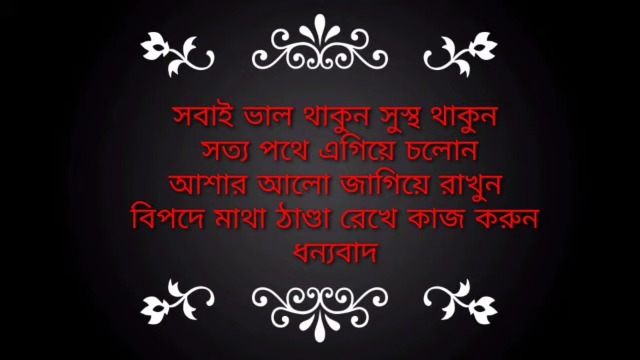 সবাই ভাল থাকুন সুস্থ থাকুন
সত্য পথে এগিয়ে চলোন
আশার আলো জাগিয়ে রাখুন
বিপদে মাথা ঠাণ্ডা রেখে কাজ করুন
ধন্যবাদ